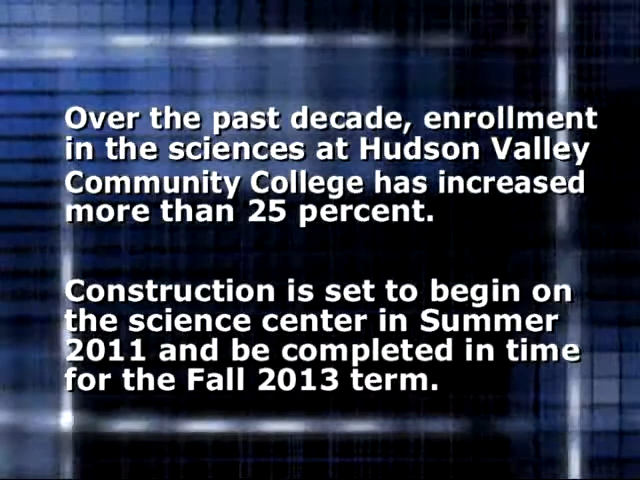 Over the past decade, enrollment
in the sciences at Hudson Valley
Community College has increased
more than 25 percent.
Construction is set to begin on
the science center in Summer
2011 and be completed in time
for the Fall 2013 term.